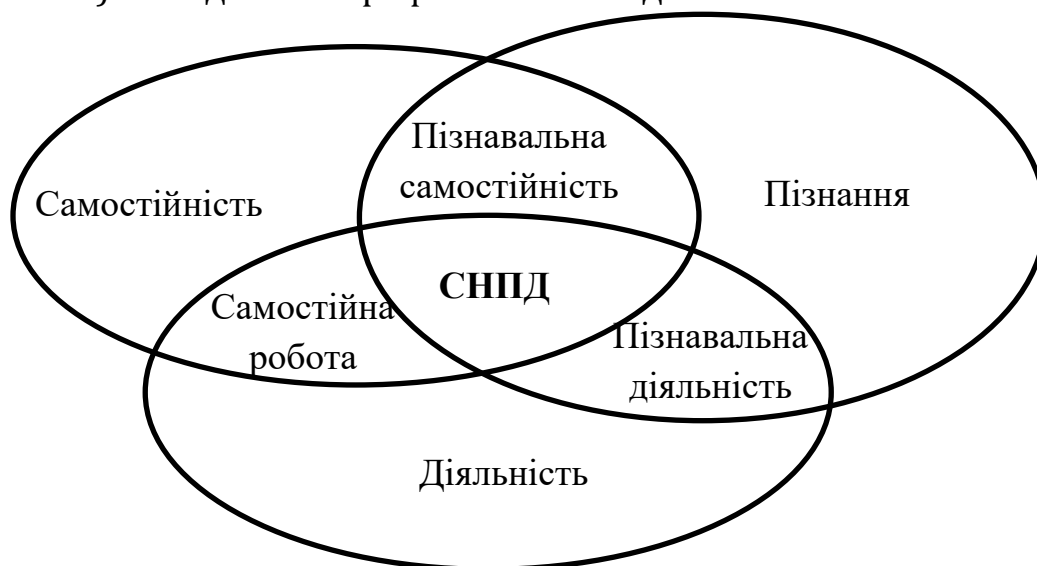 Пізнавальна
самостійність
Самостійність
Пізнання
СНПД
Самостійна
робота
Пізнавальна
діяльність
Діяльність